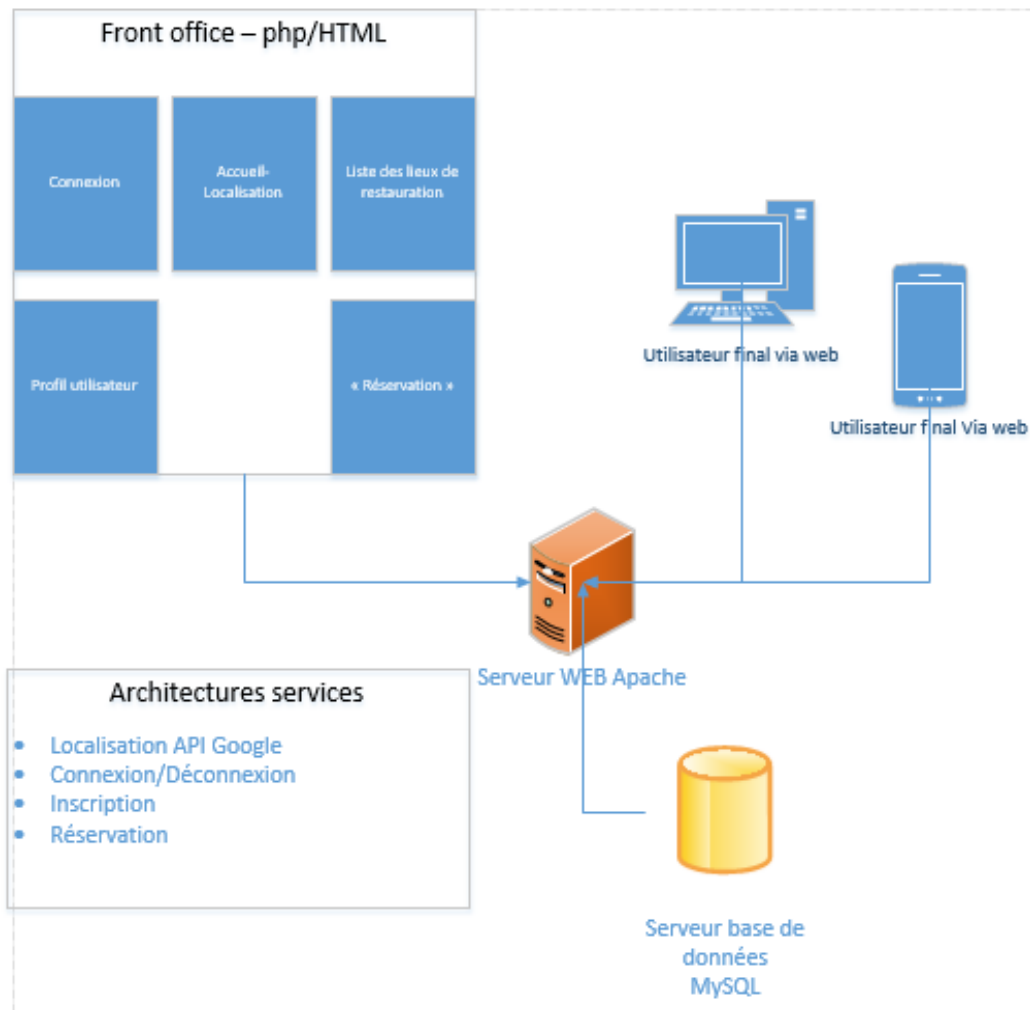 Front office – php/HTML
Connexion
Accueil-
Localisation
Liste des lieux de
restauration
Profil utilisateur
« Réservation »
Utilisateur final via web
Utilisateur final Via web
Serveur WEB Apache
Architectures services
• Localisation API Google
• Connexion/Déconnexion
• Inscription
• Réservation
Serveur base de
données
MySQL